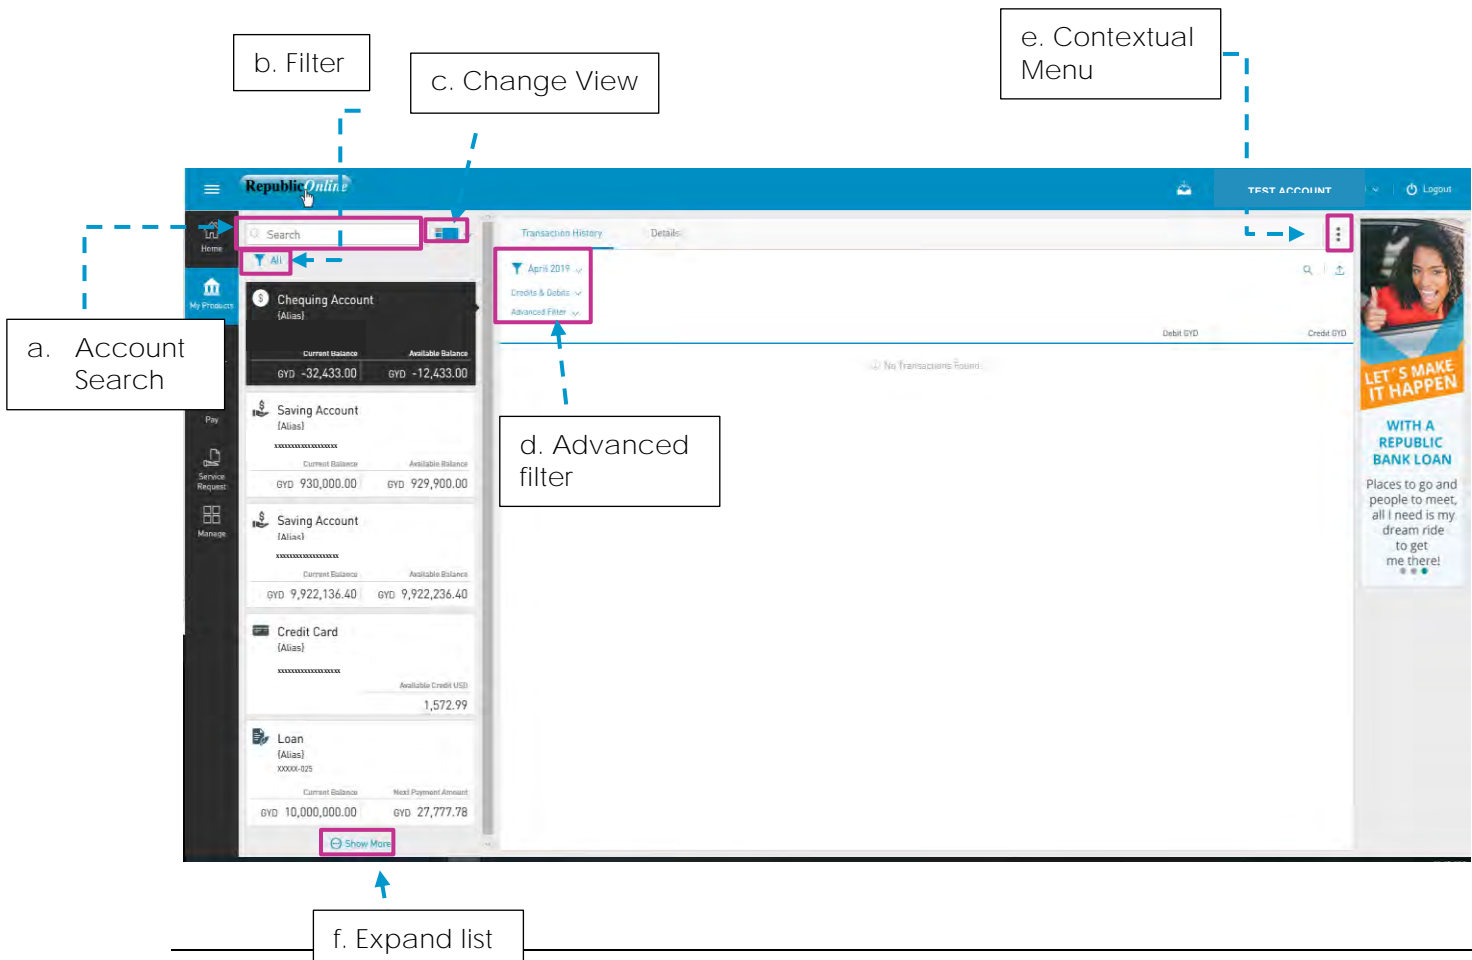 b. Filter
c. Change View
e. Contextual
Menu
RepublicOnline
TEST ACCOUNT
Logout
Home
Search
All
Transaction History
Details
April 2019
Credits & Debits
Advanced Filter
Debit GYD
Credit GYD
No Transactions Found
My Products
a. Account
Search
Chequing Account
{Alias}
Current Balance
Available Balance
GYD -32,433.00
GYD -12,433.00
Pay
Service
Request
Manage
Saving Account
{Alias}
xxxxxxxxxxxxxxxxxx
Current Balance
Available Balance
GYD 930,000.00
GYD 929,900.00
d. Advanced
filter
Saving Account
{Alias}
xxxxxxxxxxxxxxxxxx
Current Balance
Available Balance
GYD 9,922,136.40
GYD 9,922,236.40
Credit Card
{Alias}
xxxxxxxxxxxxxxxxxx
Available Credit USD
1,572.99
Loan
{Alias}
XXXXX-025
Current Balance
Next Payment Amount
GYD 10,000,000.00
GYD 27,777.78
Show More
f. Expand list
LET'S MAKE
IT HAPPEN
WITH A
REPUBLIC
BANK LOAN
Places to go and
people to meet,
all I need is my
dream ride
to get
me there!